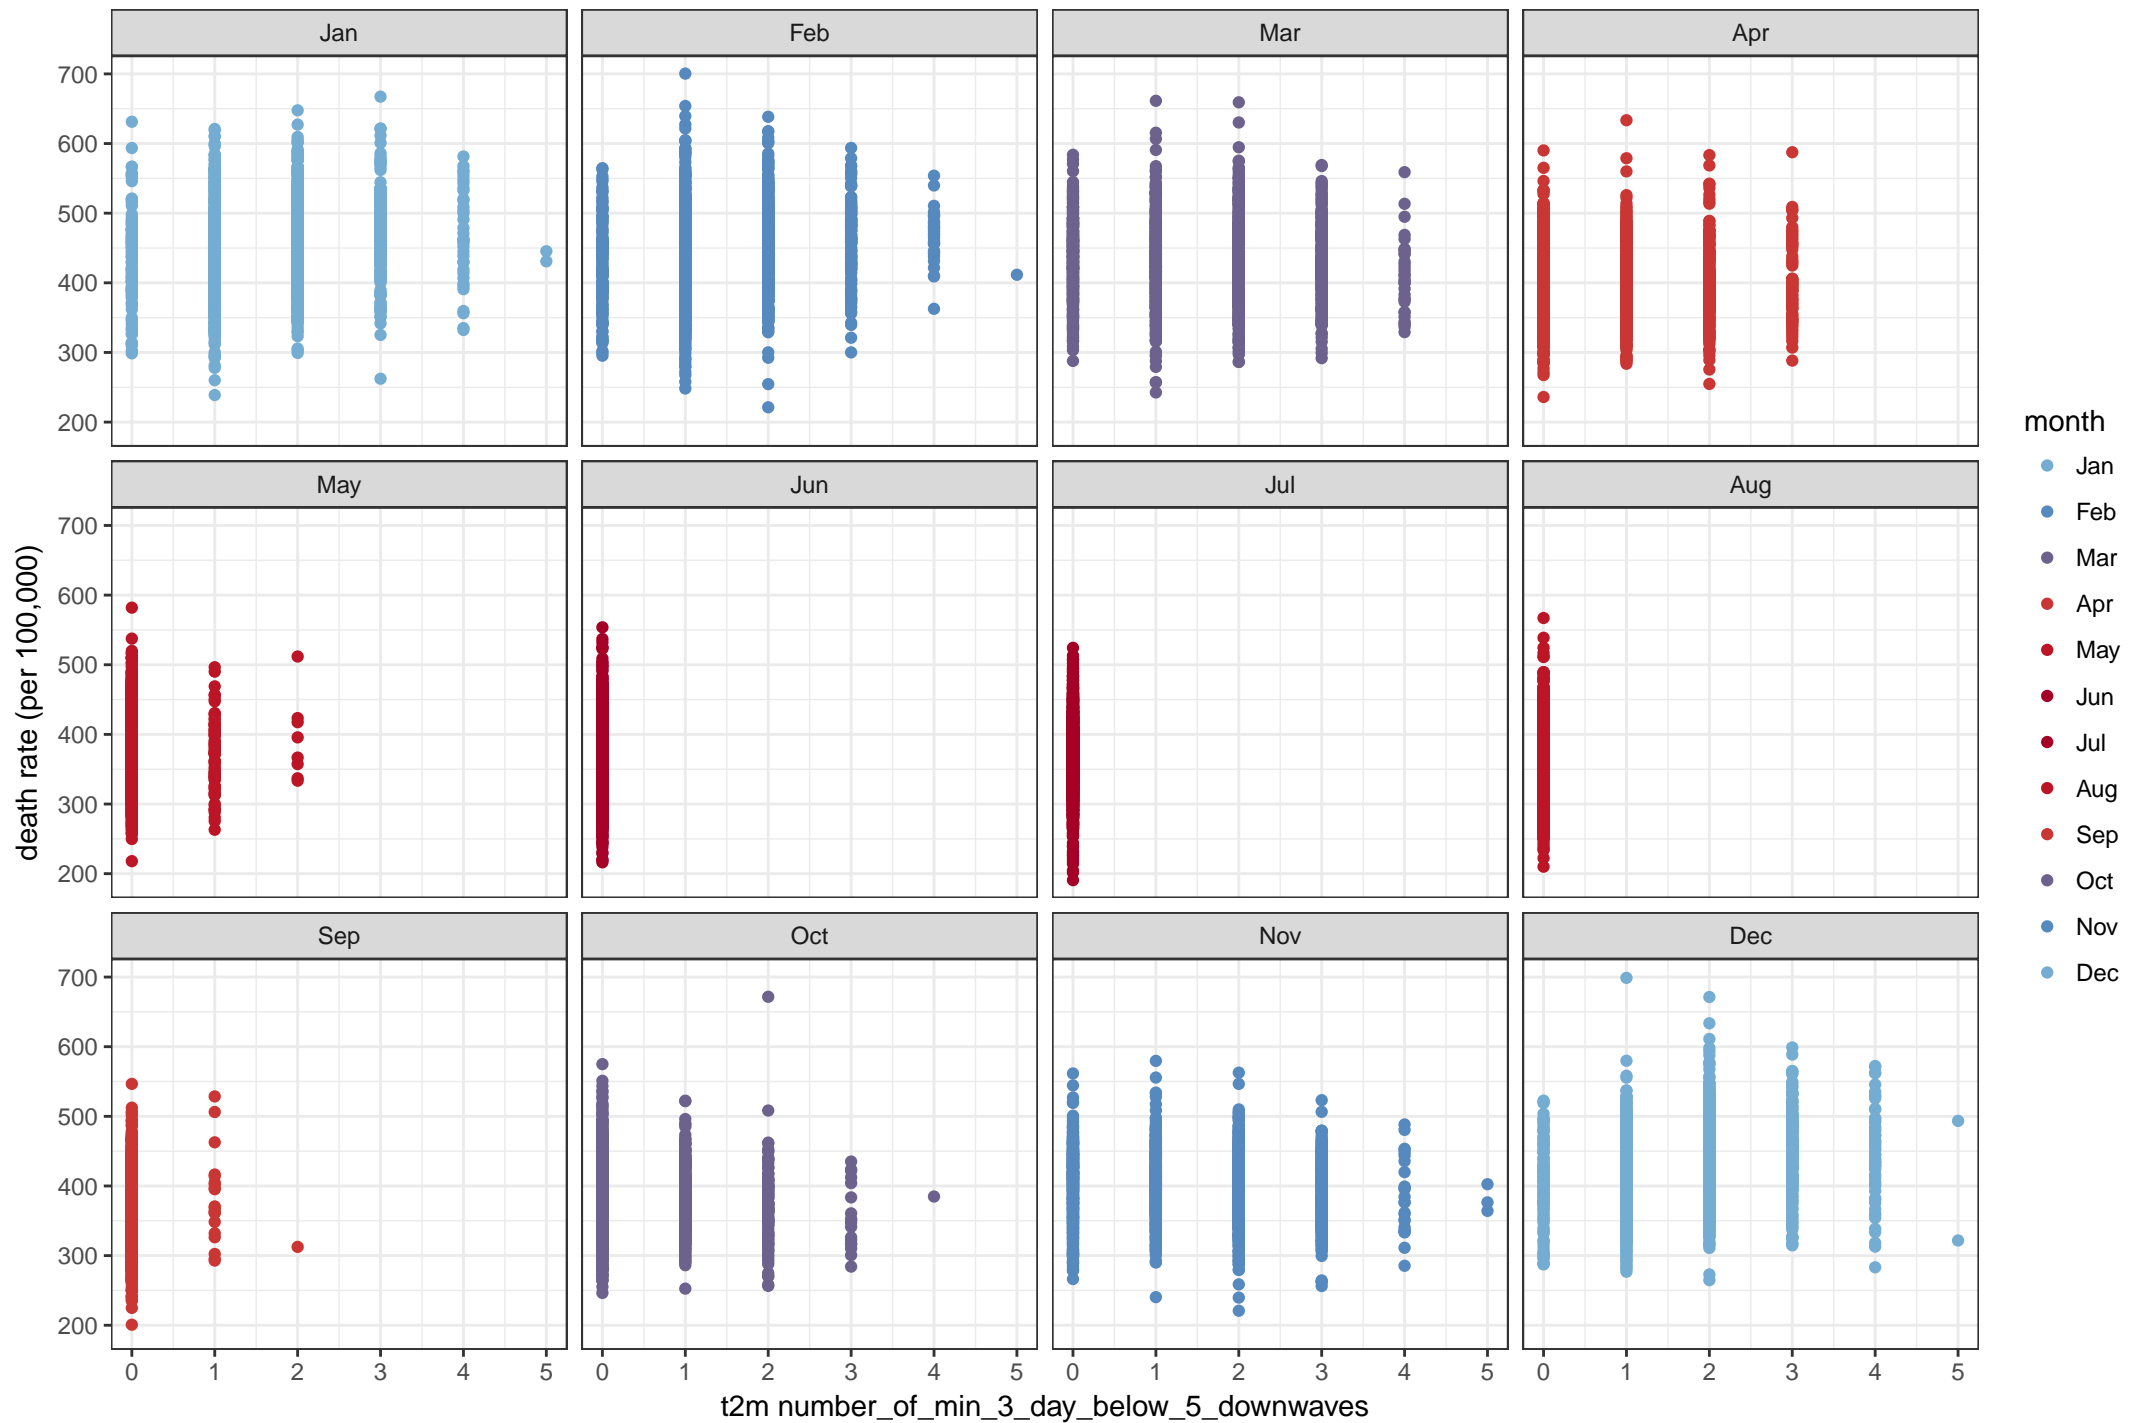 Jan Feb Mar Apr
700
600
500
400
300
200
May Jun Jul Aug
700
600
500
400
300
200
Sep Oct Nov Dec
700
600
500
400
300
200
0 1 2 3 4 5 0 1 2 3 4 5 0 1 2 3 4 5 0 1 2 3 4 5
t2m number_of_min_3_day_below_5_downwaves
death rate (per 100,000)
month
Jan
Feb
Mar
Apr
May
Jun
Jul
Aug
Sep
Oct
Nov
Dec